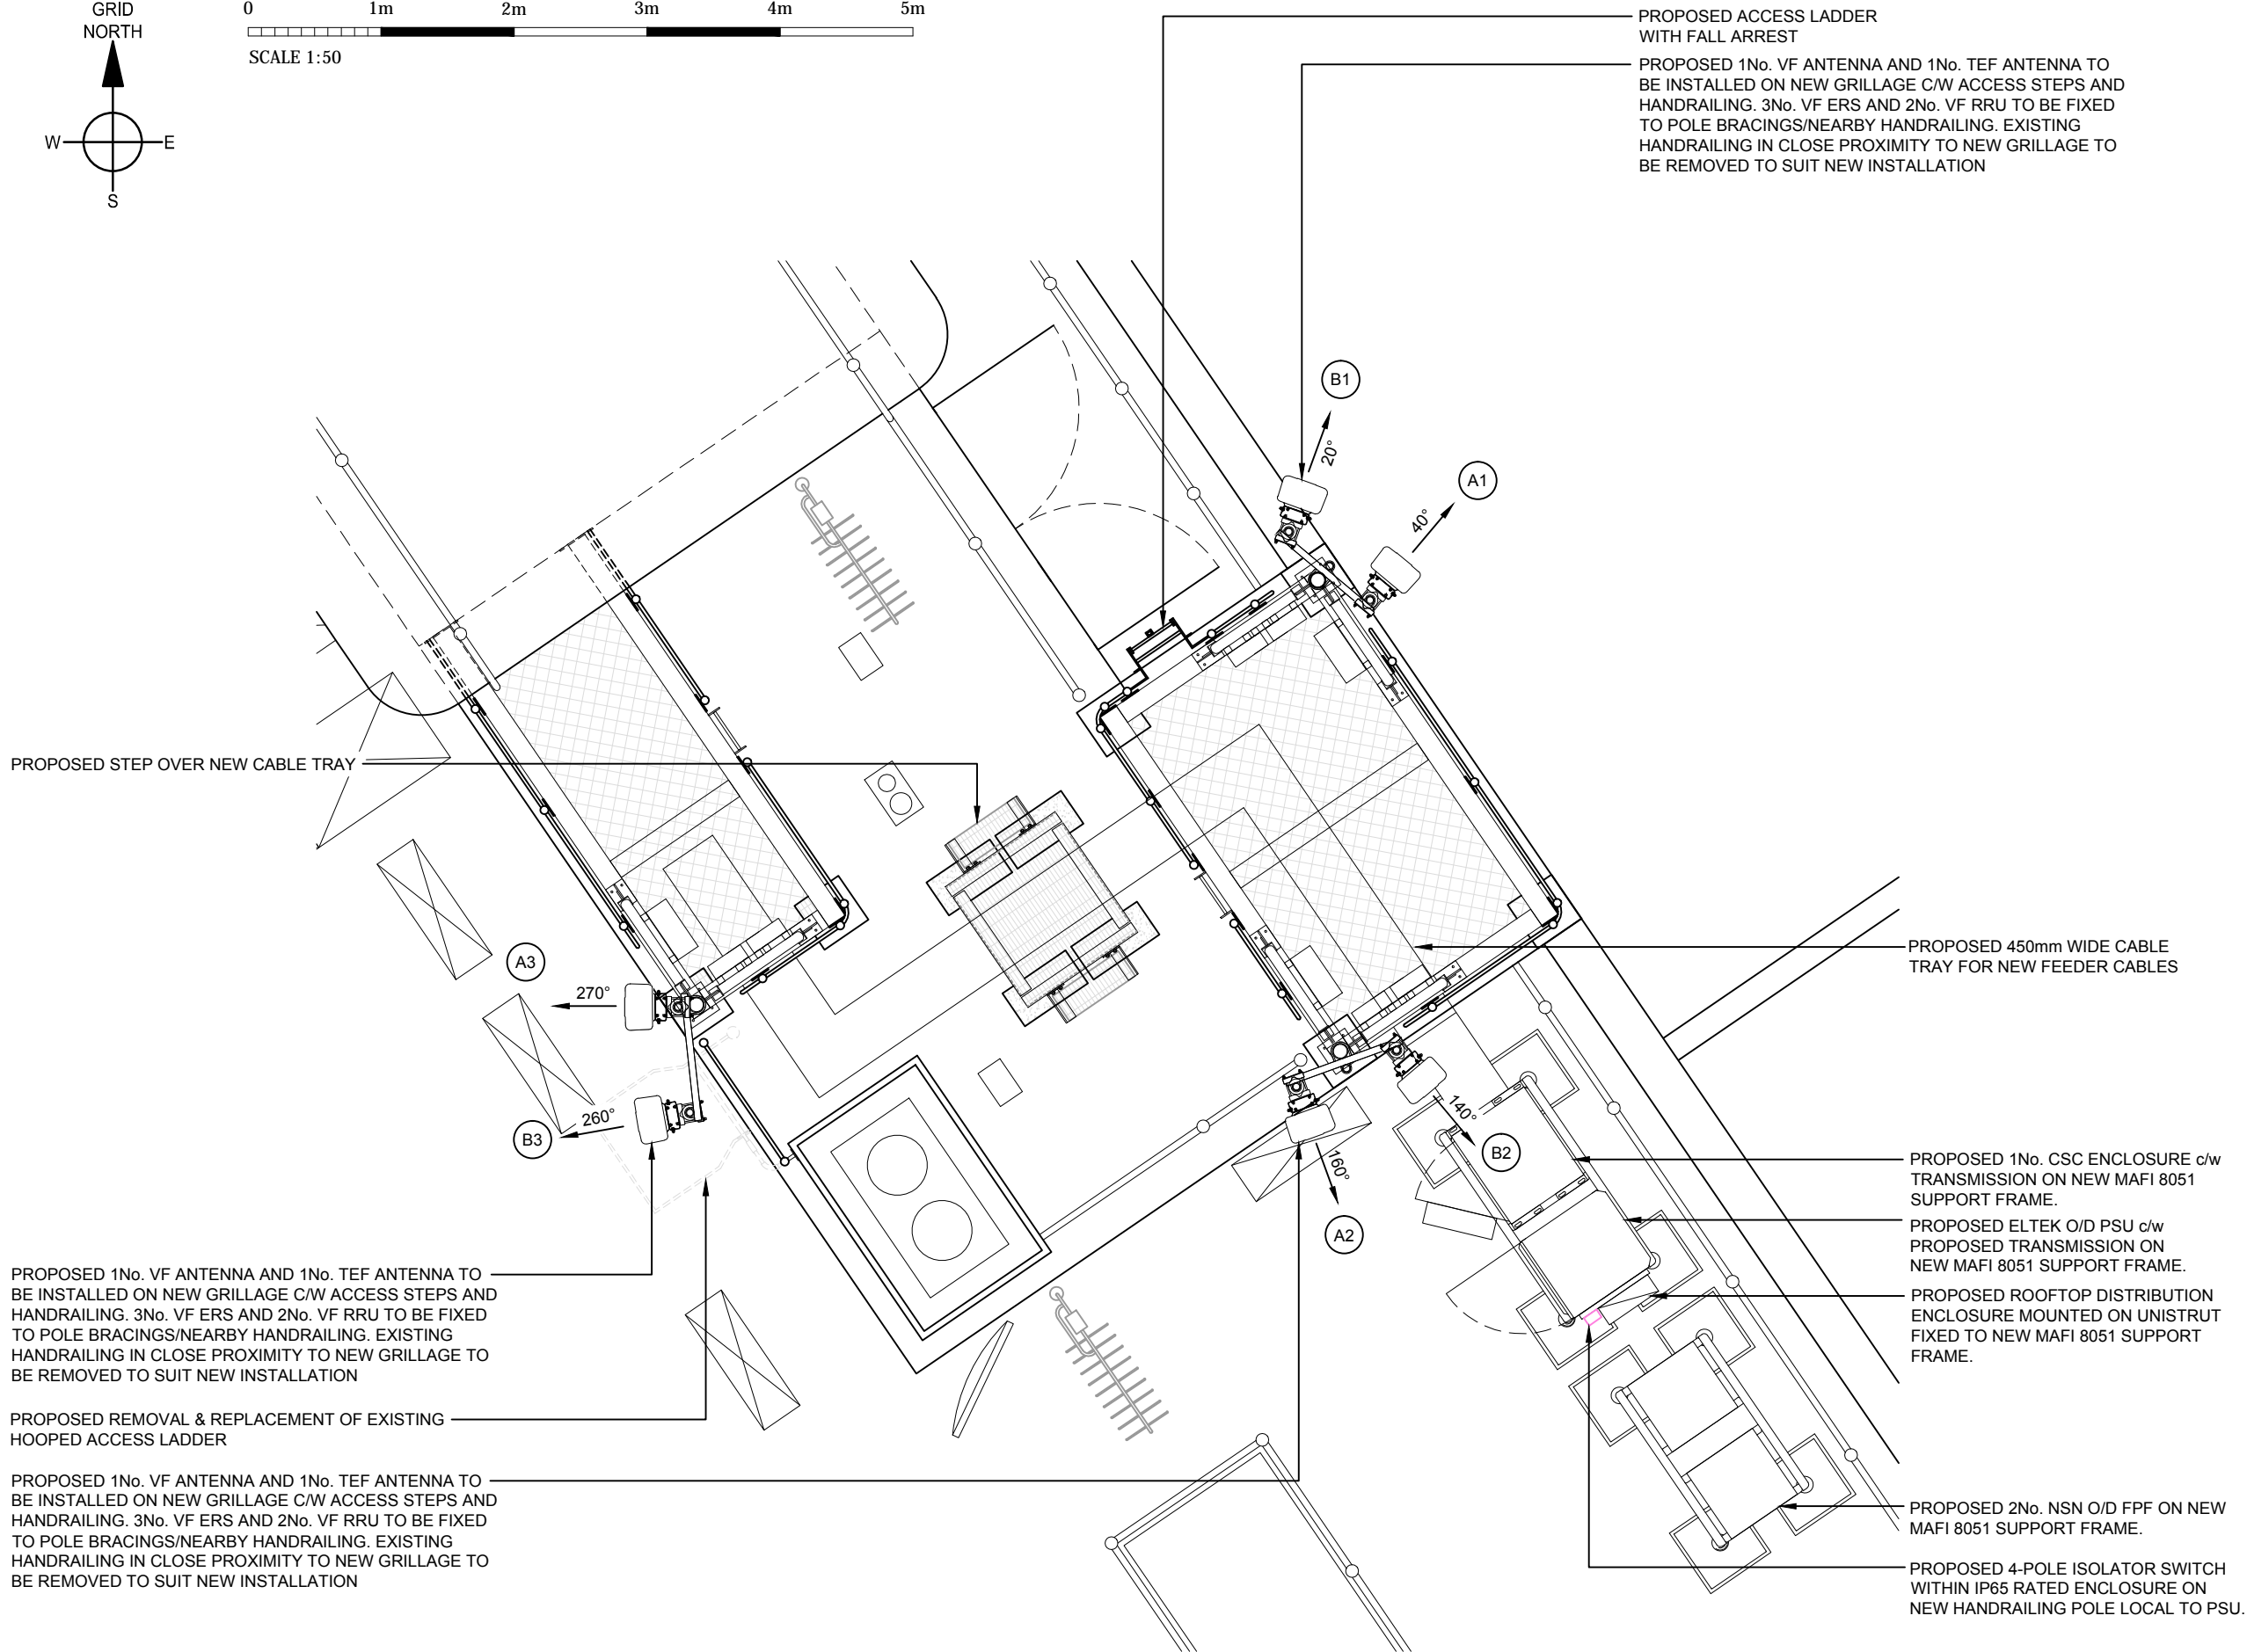 GRID
NORTH
W
E
S
0 1m 2m 3m 4m 5m
SCALE 1:50
PROPOSED ACCESS LADDER
WITH FALL ARREST
PROPOSED 1No. VF ANTENNA AND 1No. TEF ANTENNA TO
BE INSTALLED ON NEW GRILLAGE C/W ACCESS STEPS AND
HANDRAILING. 3No. VF ERS AND 2No. VF RRU TO BE FIXED
TO POLE BRACINGS/NEARBY HANDRAILING. EXISTING
HANDRAILING IN CLOSE PROXIMITY TO NEW GRILLAGE TO
BE REMOVED TO SUIT NEW INSTALLATION
B1
20°
A1
40°
PROPOSED STEP OVER NEW CABLE TRAY
PROPOSED 450mm WIDE CABLE
TRAY FOR NEW FEEDER CABLES
A3
270°
260°
B3
140°
B2
160°
A2
PROPOSED 1No. CSC ENCLOSURE c/w
TRANSMISSION ON NEW MAFI 8051
SUPPORT FRAME.
PROPOSED ELTEK O/D PSU c/w
PROPOSED TRANSMISSION ON
NEW MAFI 8051 SUPPORT FRAME.
PROPOSED ROOFTOP DISTRIBUTION
ENCLOSURE MOUNTED ON UNISTRUT
FIXED TO NEW MAFI 8051 SUPPORT
FRAME.
PROPOSED 1No. VF ANTENNA AND 1No. TEF ANTENNA TO
BE INSTALLED ON NEW GRILLAGE C/W ACCESS STEPS AND
HANDRAILING. 3No. VF ERS AND 2No. VF RRU TO BE FIXED
TO POLE BRACINGS/NEARBY HANDRAILING. EXISTING
HANDRAILING IN CLOSE PROXIMITY TO NEW GRILLAGE TO
BE REMOVED TO SUIT NEW INSTALLATION
PROPOSED REMOVAL & REPLACEMENT OF EXISTING
HOOPED ACCESS LADDER
PROPOSED 1No. VF ANTENNA AND 1No. TEF ANTENNA TO
BE INSTALLED ON NEW GRILLAGE C/W ACCESS STEPS AND
HANDRAILING. 3No. VF ERS AND 2No. VF RRU TO BE FIXED
TO POLE BRACINGS/NEARBY HANDRAILING. EXISTING
HANDRAILING IN CLOSE PROXIMITY TO NEW GRILLAGE TO
BE REMOVED TO SUIT NEW INSTALLATION
PROPOSED 2No. NSN O/D FPF ON NEW
MAFI 8051 SUPPORT FRAME.
PROPOSED 4-POLE ISOLATOR SWITCH
WITHIN IP65 RATED ENCLOSURE ON
NEW HANDRAILING POLE LOCAL TO PSU.